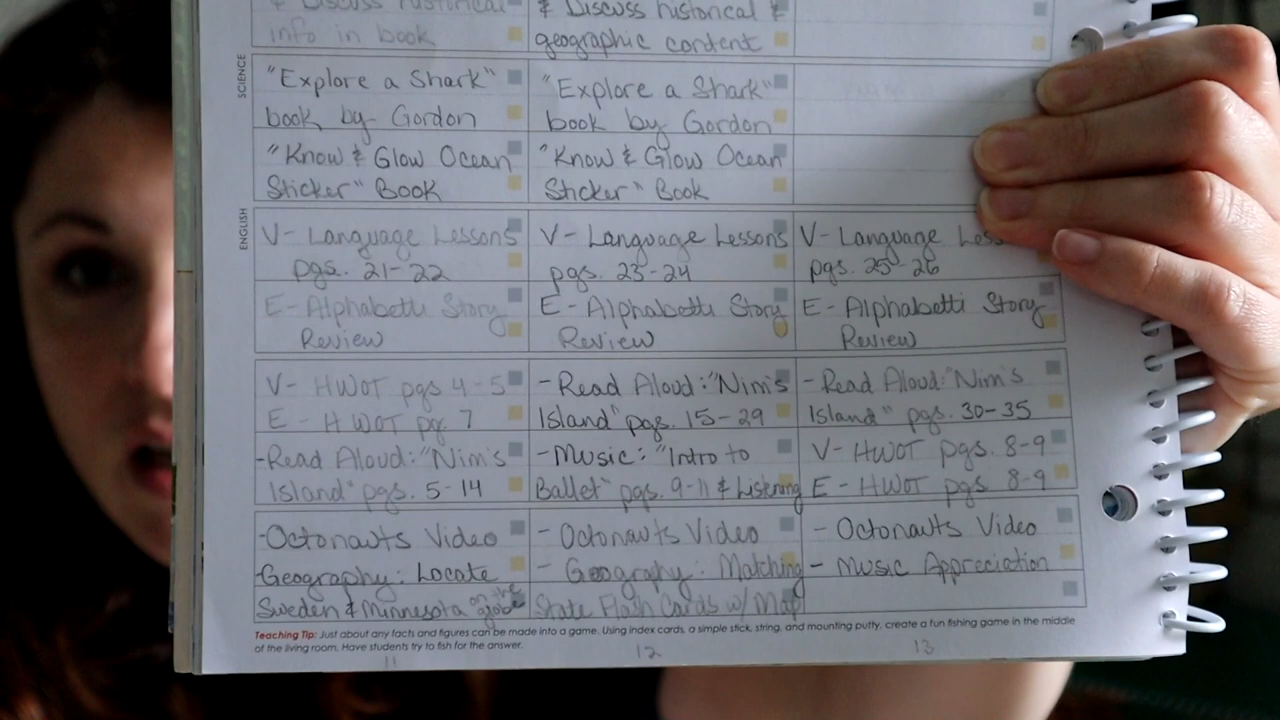 & Discuss historical
info in book
& Discuss historical &
geographic content
SCIENCE
"Explore a Shark"
book by Gordon
"Know & Glow Ocean
Sticker" Book
"Explore a Shark"
book by Gordon
"Know & Glow Ocean
Sticker" Book
ENGLISH
V- Language Lessons
pgs. 21-22
E- Alphabetti Story
Review
V- Language Lessons
pgs. 23-24
E- Alphabetti Story
Review
V- Language Less
pgs. 25-26
E- Alphabetti Story
Review
V- HWOT pgs 4-5
E- HWOT pg. 7
-Read Aloud: "Nim's
Island" pgs. 5-14
- Read Aloud: "Nim's
Island" pgs. 15-29
- Music: "Intro to
Ballet" pgs. 9-11 & Listening
- Read Aloud: "Nim's
Island" pgs. 30-35
V- HWOT pgs. 8-9
E- HWOT pgs 8-9
-Octonauts Video
-Geography: Locate
Sweden & Minnesota on the globe
- Octonauts Video
- Geography: Matching
State Flash Cards w/ Map
- Octonauts Video
- Music Appreciation
Teaching Tip: Just about any facts and figures can be made into a game. Using index cards, a simple stick, string, and mounting putty, create a fun fishing game in the middle
of the living room. Have students try to fish for the answer.
11
12
13